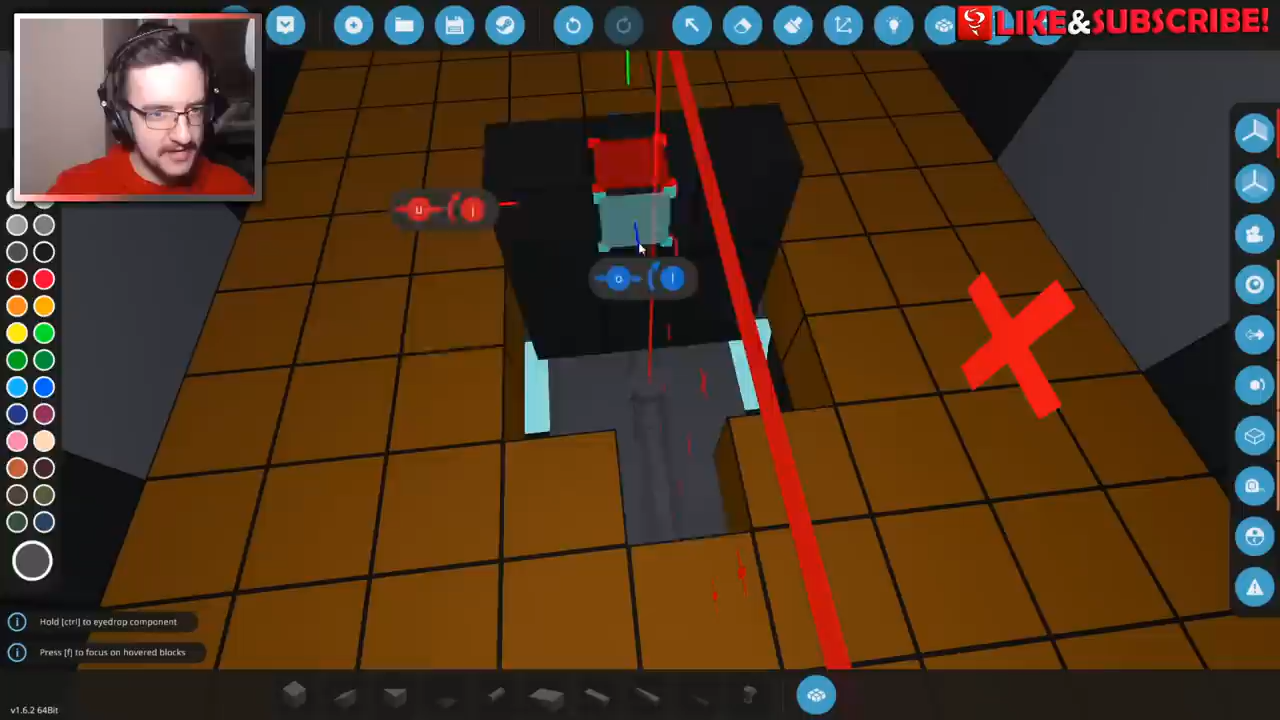 LIKE&SUBSCRIBE!
U
O
Hold [ctrl] to eyedrop component
Press [f] to focus on hovered blocks
v1.6.2 64Bit